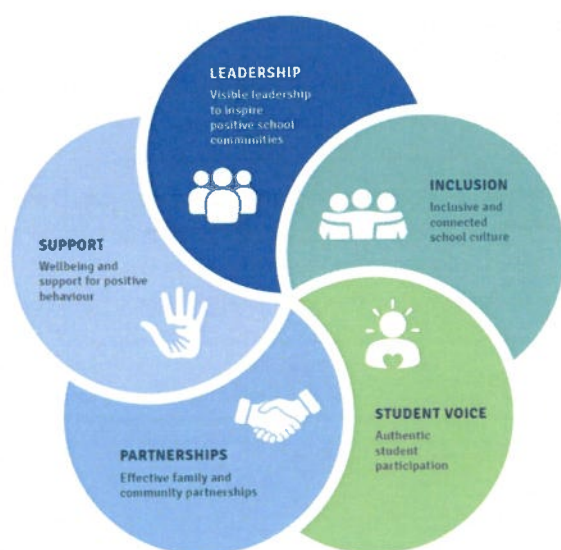 LEADERSHIP
Visible leadership
to inspire
positive school
communities
INCLUSION
Inclusive and
connected
school culture
STUDENT VOICE
Authentic
student
participation
PARTNERSHIPS
Effective family and
community partnerships
SUPPORT
Wellbeing and
support for positive
behaviour